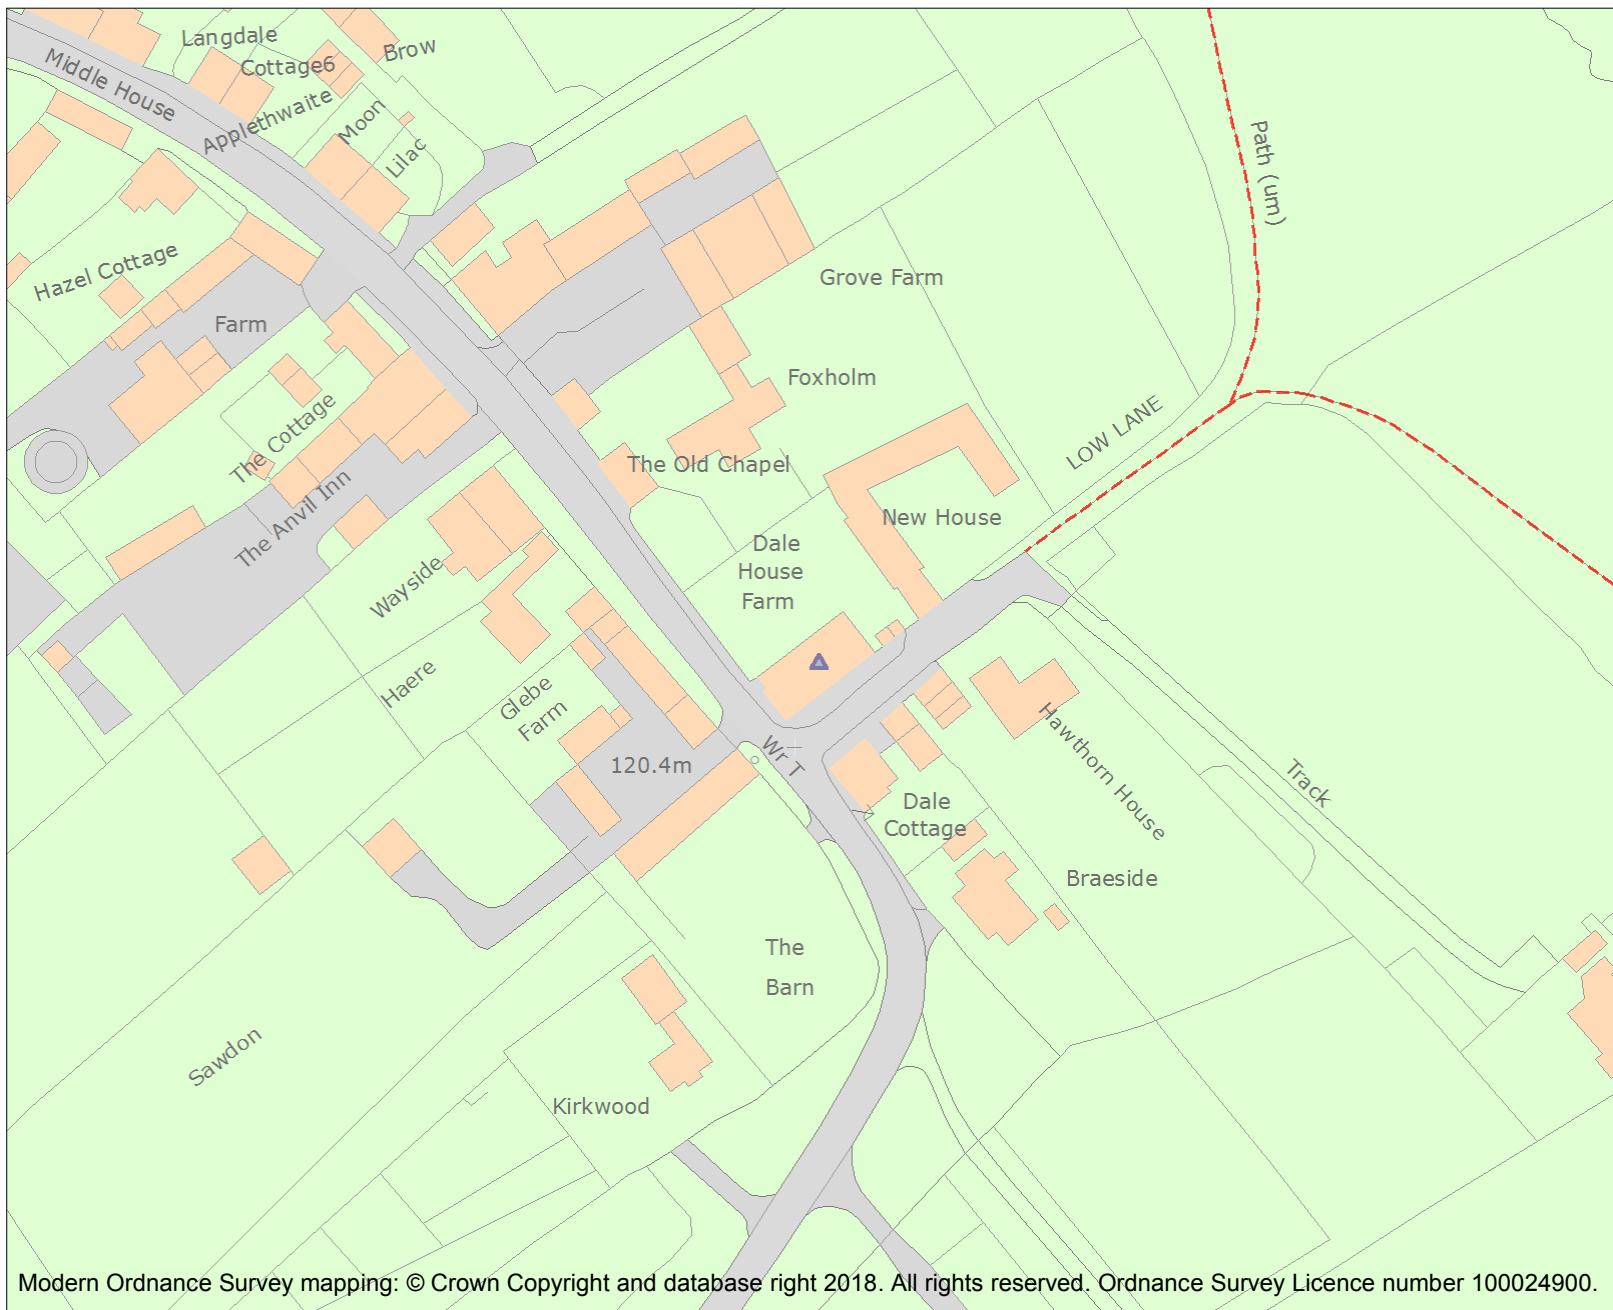 Langdale
Brow
Cottage6
Middle House
Applethwaite
Moon
Lilac
Path (um)
Hazel Cottage
Grove Farm
Farm
Foxholm
The Cottage
LOW LANE
The Old Chapel
The Anvil Inn
New House
Dale
House
Farm
Wayside
Haere
Glebe
Farm
Wr T
120.4m
Hawthorn House
Track
Dale
Cottage
Braeside
The
Barn
Sawdon
Kirkwood
Modern Ordnance Survey mapping: © Crown Copyright and database right 2018. All rights reserved. Ordnance Survey Licence number 100024900.